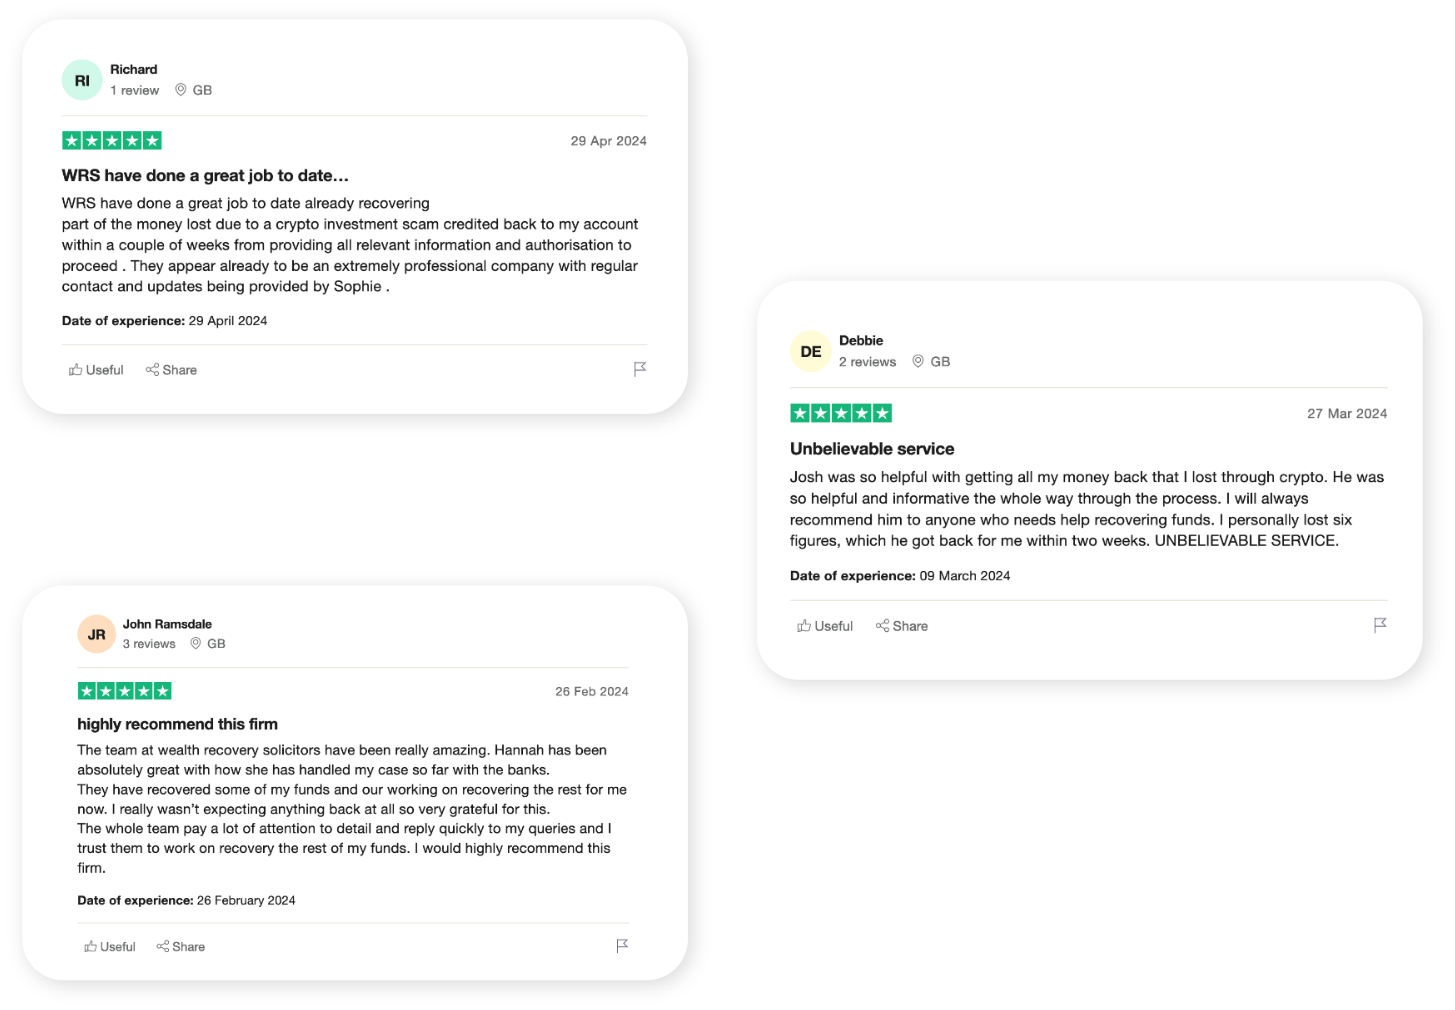 RI
Richard
1 review GB
29 Apr 2024
WRS have done a great job to date...
WRS have done a great job to date already recovering
part of the money lost due to a crypto investment scam credited back to my account
within a couple of weeks from providing all relevant information and authorisation to
proceed . They appear already to be an extremely professional company with regular
contact and updates being provided by Sophie .
Date of experience: 29 April 2024
Useful Share
DE
Debbie
2 reviews GB
27 Mar 2024
Unbelievable service
Josh was so helpful with getting all my money back that I lost through crypto. He was
so helpful and informative the whole way through the process. I will always
recommend him to anyone who needs help recovering funds. I personally lost six
figures, which he got back for me within two weeks. UNBELIEVABLE SERVICE.
Date of experience: 09 March 2024
Useful Share
JR
John Ramsdale
3 reviews GB
26 Feb 2024
highly recommend this firm
The team at wealth recovery solicitors have been really amazing. Hannah has been
absolutely great with how she has handled my case so far with the banks.
They have recovered some of my funds and our working on recovering the rest for me
now. I really wasn't expecting anything back at all so very grateful for this.
The whole team pay a lot of attention to detail and reply quickly to my queries and I
trust them to work on recovery the rest of my funds. I would highly recommend this
firm.
Date of experience: 26 February 2024
Useful Share